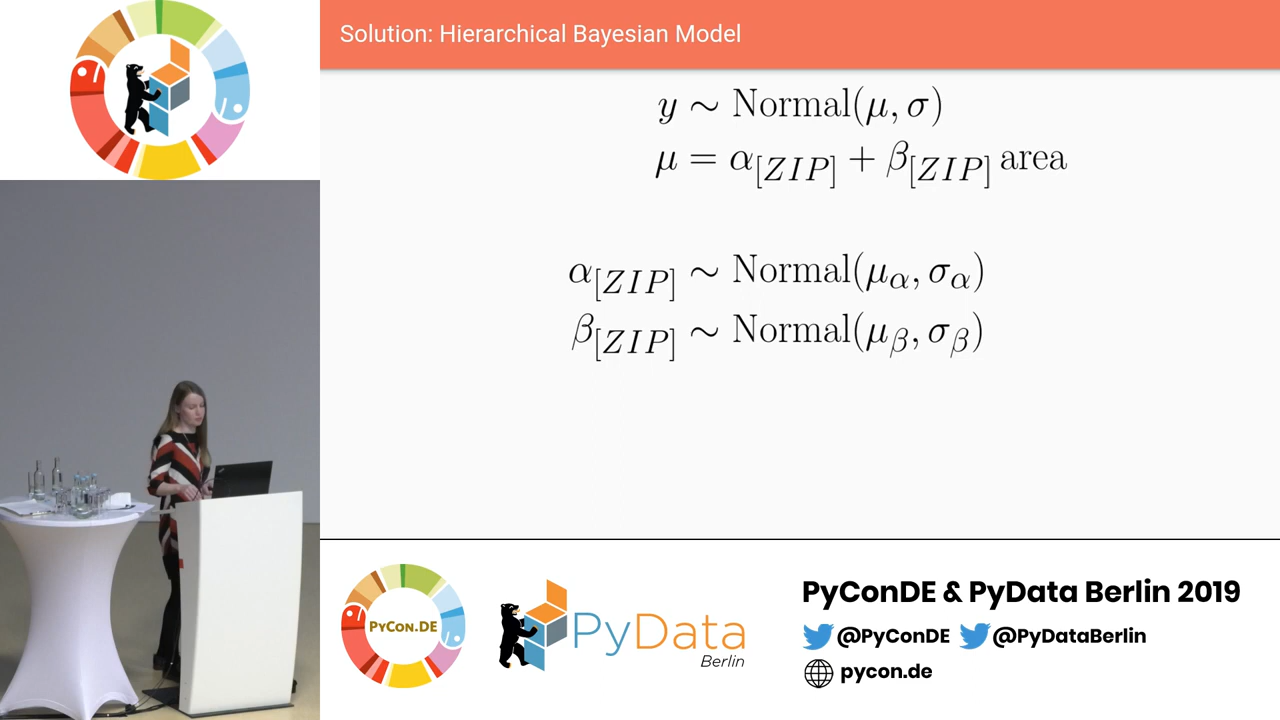 Solution: Hierarchical Bayesian Model
y ∼ Normal(μ, σ)
μ = α[ZIP] + β[ZIP] area
α[ZIP] ∼ Normal(μα, σα)
β[ZIP] ∼ Normal(μβ, σβ)
PYCON.DE
PyData
Berlin
PyConDE & PyData Berlin 2019
@PyConDE @PyDataBerlin
pycon.de